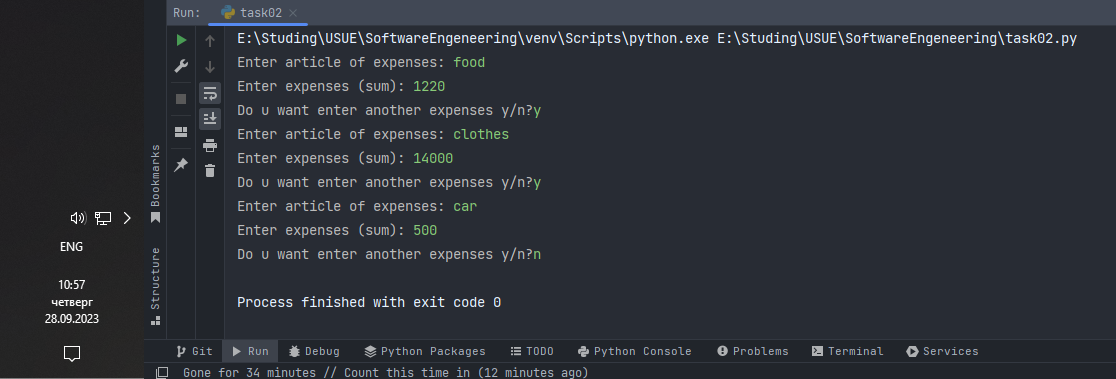 Run: task02
E:\Studing\USUE\SoftwareEngeneering\venv\Scripts\python.exe E:\Studing\USUE\SoftwareEngeneering\task02.py
Enter article of expenses: food
Enter expenses (sum): 1220
Do u want enter another expenses y/n?y
Enter article of expenses: clothes
Enter expenses (sum): 14000
Do u want enter another expenses y/n?y
Enter article of expenses: car
Enter expenses (sum): 500
Do u want enter another expenses y/n?n
Process finished with exit code 0
Bookmarks
Structure
ENG
10:57
четверг
28.09.2023
Git Run Debug Python Packages TODO Python Console Problems Terminal Services
Gone for 34 minutes // Count this time in (12 minutes ago)